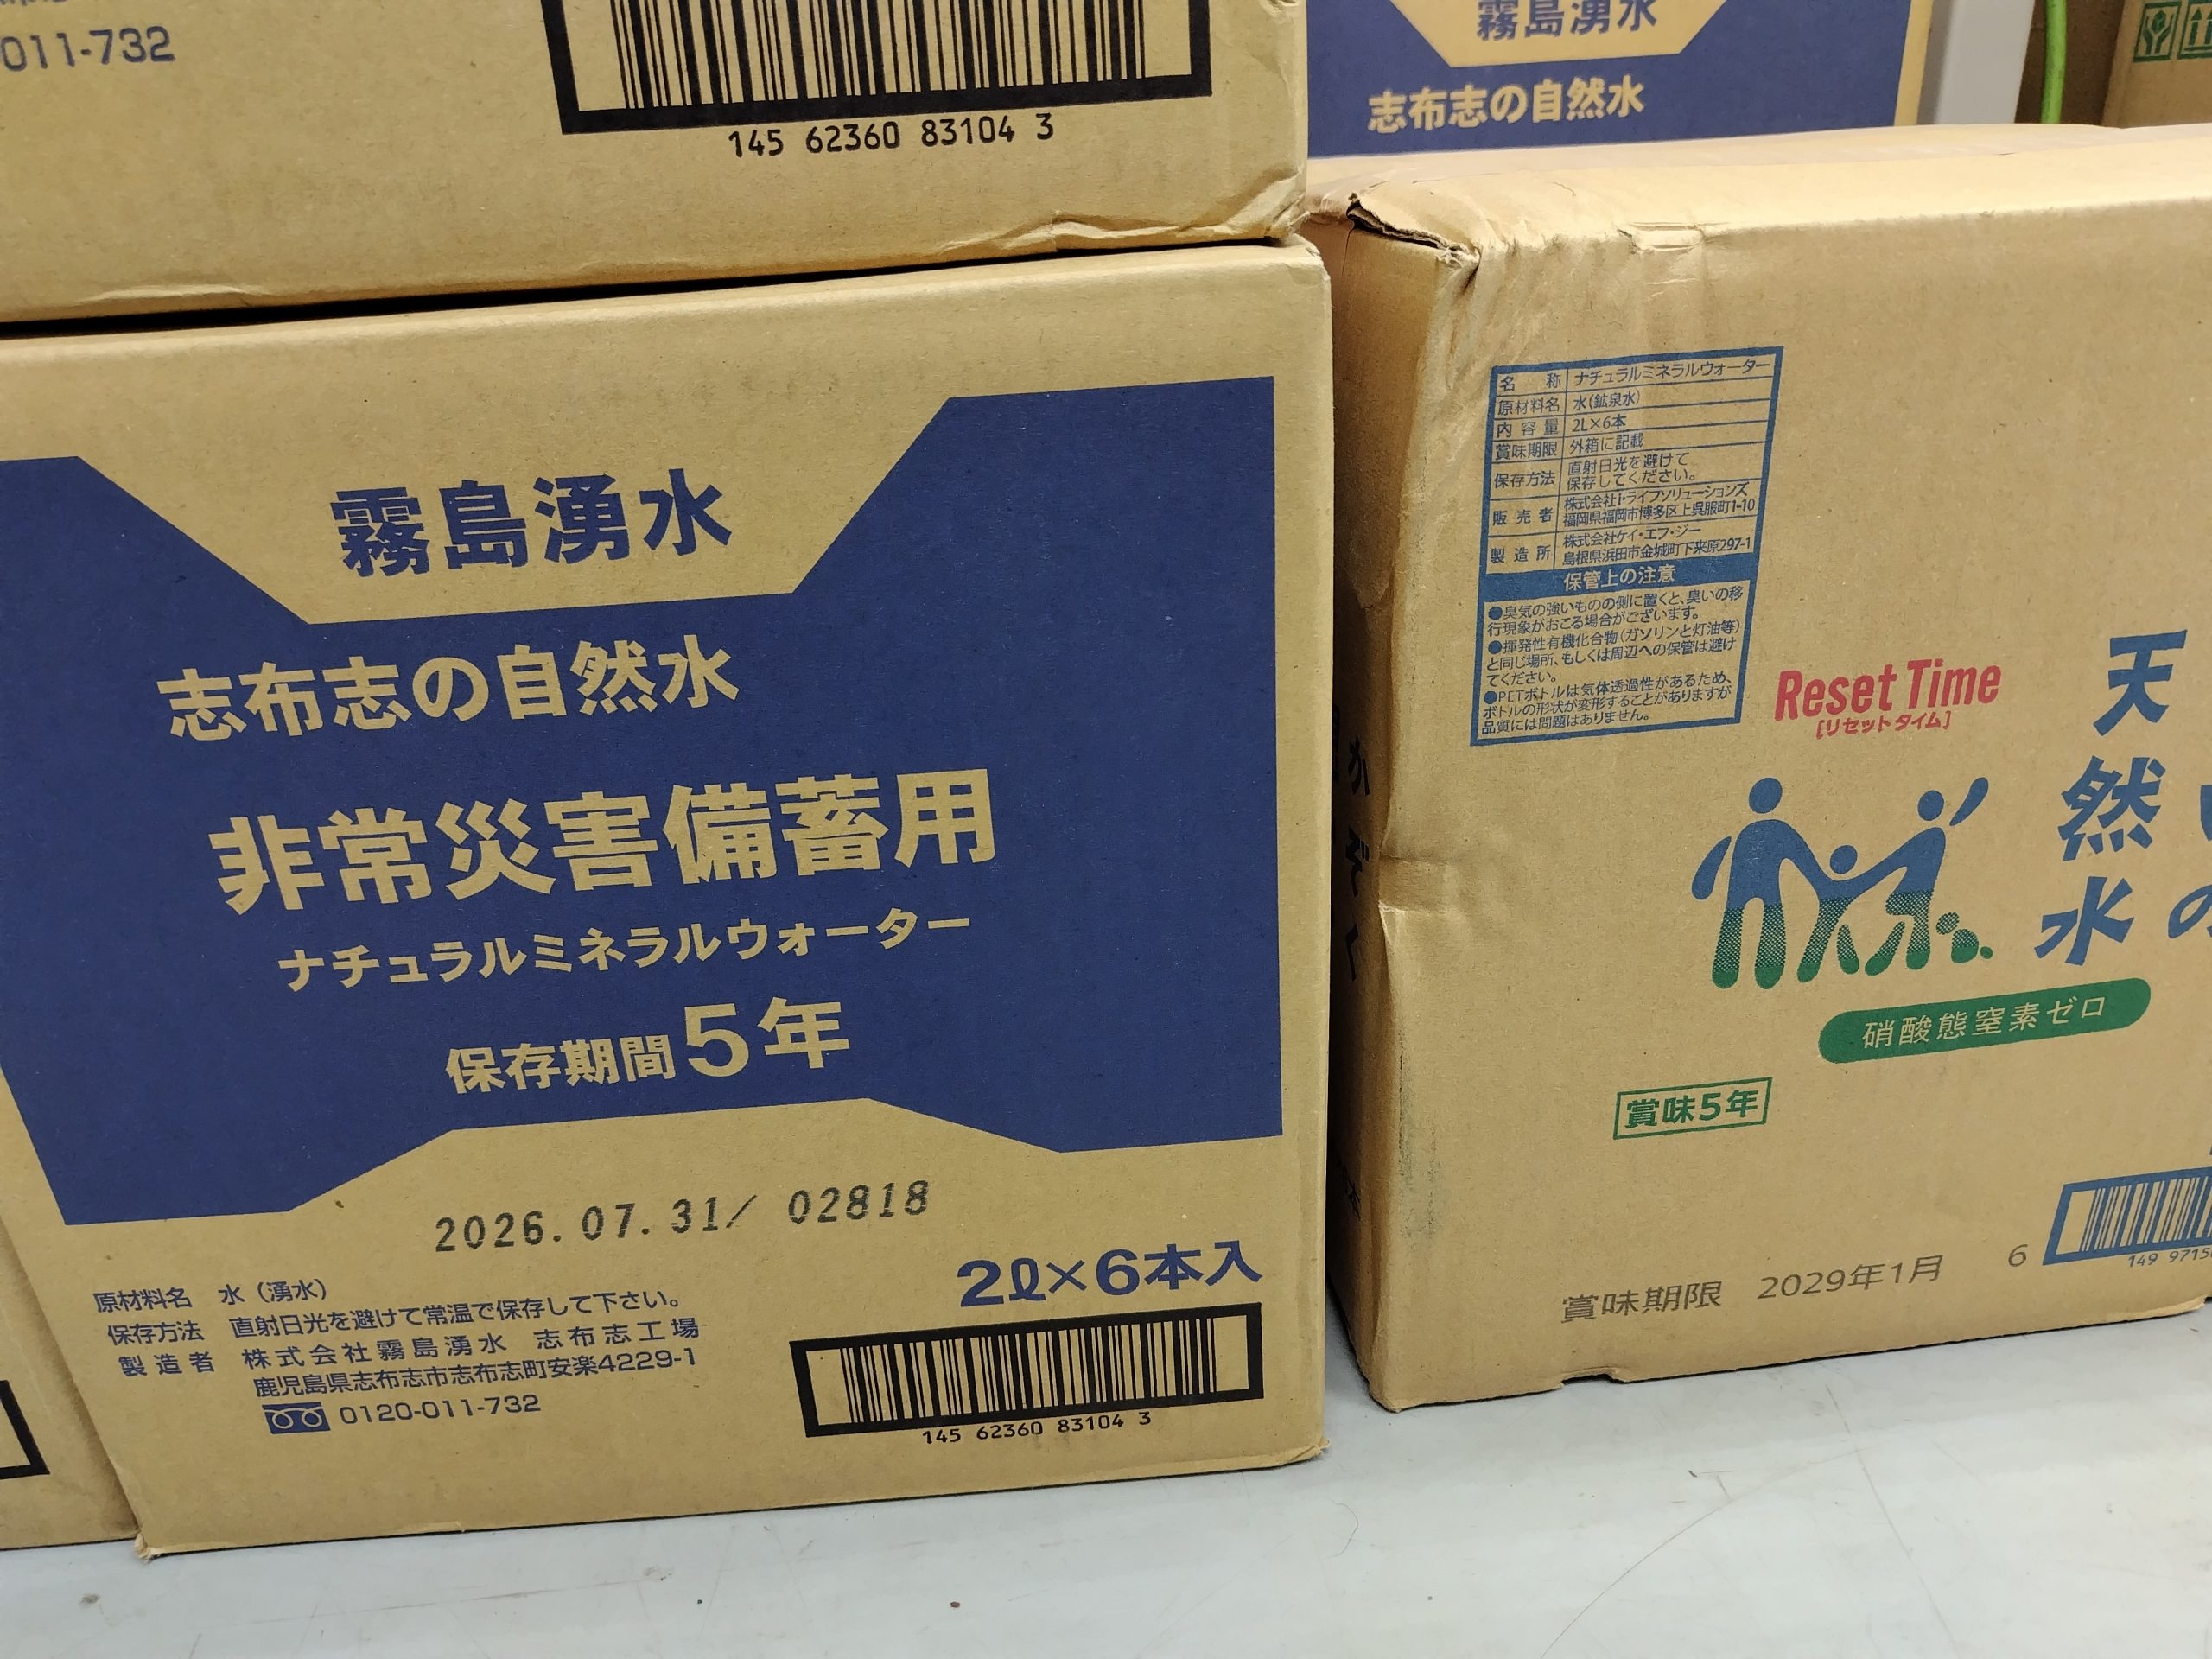 011-732
145 62360 83104 3
霧島湧水
志布志の自然水
霧島湧水
志布志の自然水
非常災害備蓄用
ナチュラルミネラルウォーター
保存期間5年
2026.07.31/ 02818
2ℓ×6本入
原材料名 水(湧水)
保存方法 直射日光を避けて常温で保存して下さい。
製造者 株式会社霧島湧水 志布志工場
鹿児島県志布志市志布志町安楽4229-1
0120-011-732
145 62360 83104 3
名称 ナチュラルミネラルウォーター
原材料名 水(鉱泉水)
内容量 2L×6本
賞味期限 外箱に記載
保存方法 直射日光を避けて
保存してください。
販売者 株式会社トライフソリューションズ
福岡県福岡市博多区上呉服町1-10
製造所 株式会社ケイ・エフ・ジー
島根県浜田市金城町下来原297-1
保管上の注意
●臭気の強いものの側に置くと、臭いの移
行現象がおこる場合がございます。
●揮発性有機化合物(ガソリンと灯油等)
と同じ場所、もしくは周辺への保管は避け
てください。
●PETボトルは気体透過性があるため、
ボトルの形状が変形することがありますが
品質には問題はありません。
Reset Time
[リセットタイム]
天然水
の
硝酸態窒素ゼロ
賞味5年
賞味期限 2029年1月 6
149 9715
かぞく